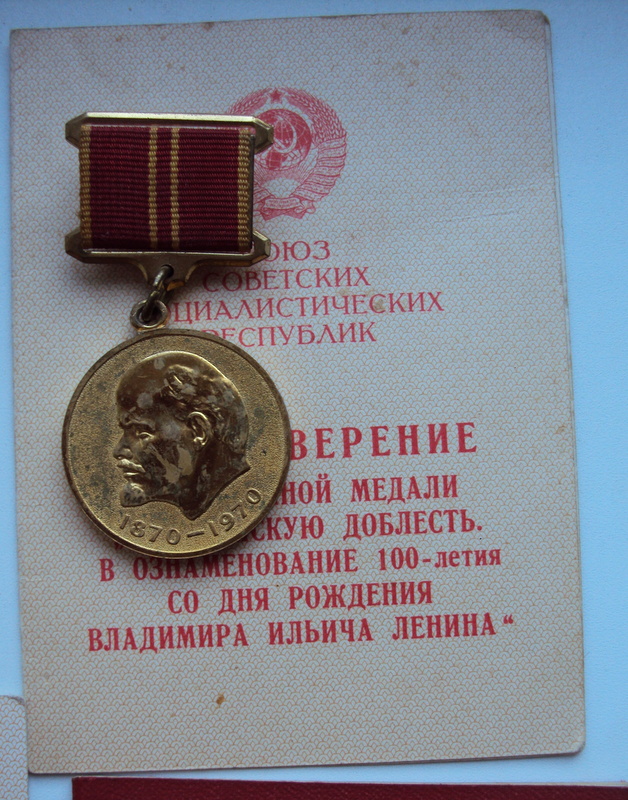 ОЮЗ
СОВЕТСКИХ
ЦИАЛИСТИЧЕСКИХ
РЕСПУБЛИК
ВЕРЕНИЕ
НОЙ МЕДАЛИ
СКУЮ ДОБЛЕСТЬ.
В ОЗНАМЕНОВАНИЕ 100-летия
СО ДНЯ РОЖДЕНИЯ
ВЛАДИМИРА ИЛЬИЧА ЛЕНИНА“
1870–1970